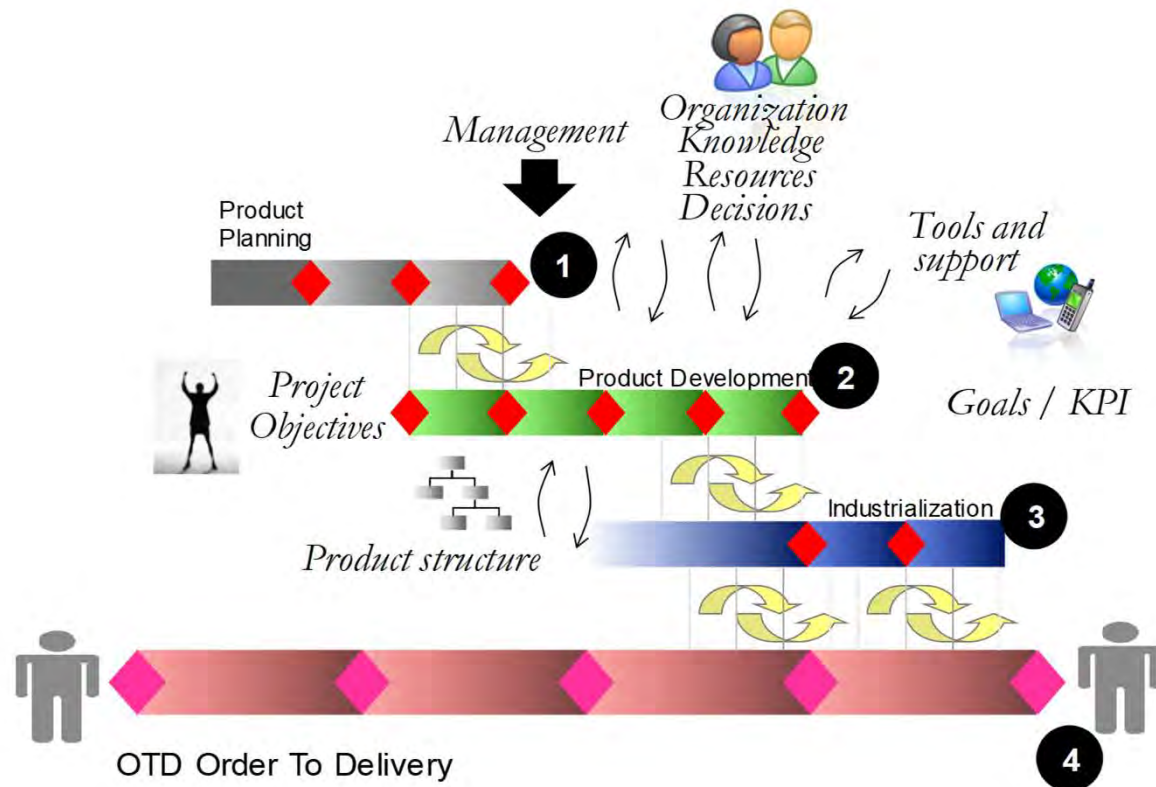 Management
Organization
Knowledge
Resources
Decisions
Product
Planning
1
Tools and
support
Project
Objectives
Product Development
2
Goals / KPI
Industrialization
3
Product structure
OTD Order To Delivery
4